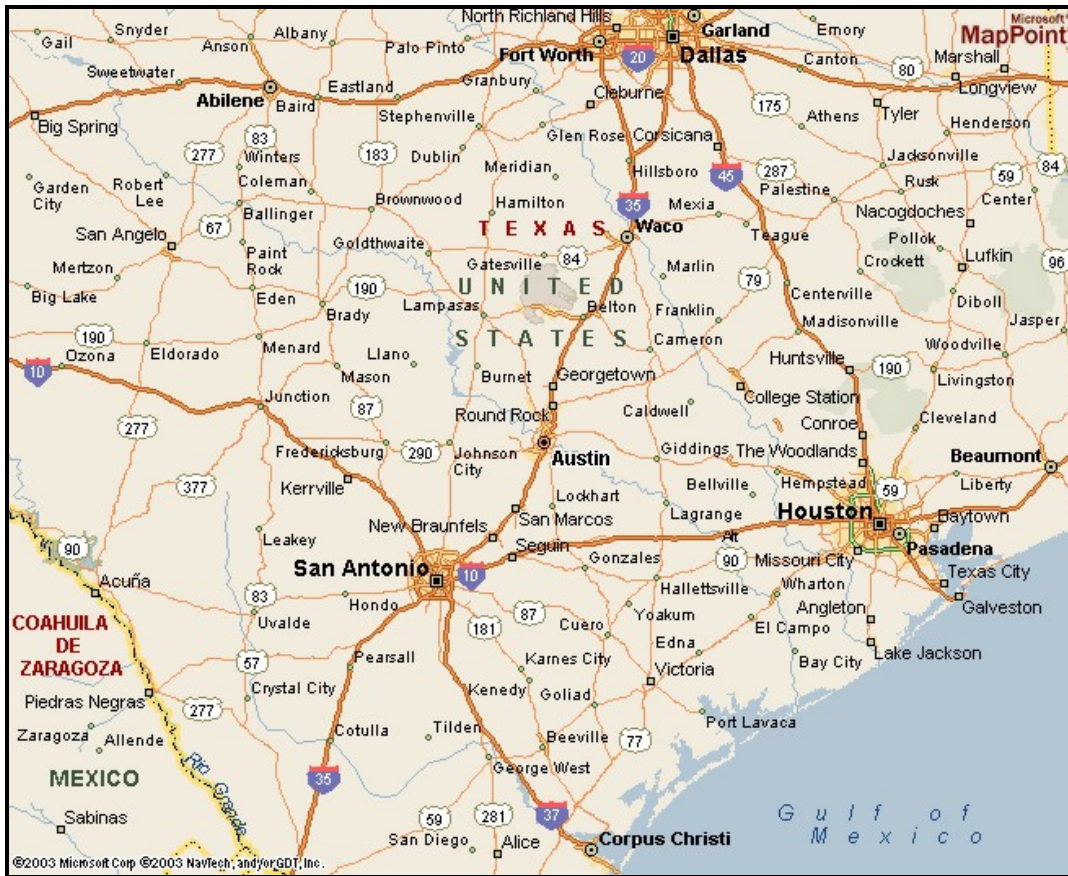 North Richland Hills
Garland
Emory
Microsoft®
MapPoint®
Snyder
Albany
Gail
Anson
Palo Pinto
Fort Worth
20
Dallas
Canton
80
Marshall
Sweetwater
Abilene
Baird
Eastland
Granbury
Cleburne
Longview
Big Spring
Stephenville
175
Athens
Tyler
Henderson
83
277
Winters
183
Dublin
Glen Rose
Corsicana
Meridian
Hillsboro
45
287
Jacksonville
84
Garden
City
Robert
Lee
Coleman
Brownwood
Hamilton
35
Mexia
Palestine
Rusk
59
Center
Ballinger
Nacogdoches
San Angelo
67
Paint
Rock
Goldthwaite
TEXAS
Waco
Teague
Pollok
Lufkin
Mertzon
Gatesville
84
Marlin
79
Crockett
96
Big Lake
Eden
190
Lampasas
UNITED
Belton
Franklin
Centerville
Diboll
Brady
Madisonville
Jasper
190
Ozona
Eldorado
Menard
Llano
STATES
Cameron
Huntsville
190
Woodville
10
Mason
Burnet
Georgetown
College Station
Livingston
Junction
87
Round Rock
Caldwell
Conroe
Cleveland
277
Fredericksburg
290
Johnson
City
Austin
Giddings
The Woodlands
Beaumont
377
Kerrville
Lockhart
Bellville
Hempstead
59
Liberty
New Braunfels
San Marcos
Lagrange
Houston
Baytown
90
Leakey
Seguin
Alt
90
Missouri City
Pasadena
Acuña
San Antonio
10
Gonzales
Hallettsville
Wharton
Texas City
83
Hondo
87
Yoakum
Angleton
Galveston
COAHUILA
DE
ZARAGOZA
Uvalde
181
Cuero
Edna
El Campo
Lake Jackson
57
Pearsall
Karnes City
Victoria
Bay City
Piedras Negras
277
Crystal City
Kenedy
Goliad
Port Lavaca
Zaragoza
Allende
Cotulla
Tilden
Beeville
77
MEXICO
Rio Grande
35
George West
Sabinas
59
281
37
Gulf of
Mexico
San Diego
Alice
Corpus Christi
©2003 Microsoft Corp ©2003 NavTech, and/or GDT, Inc.